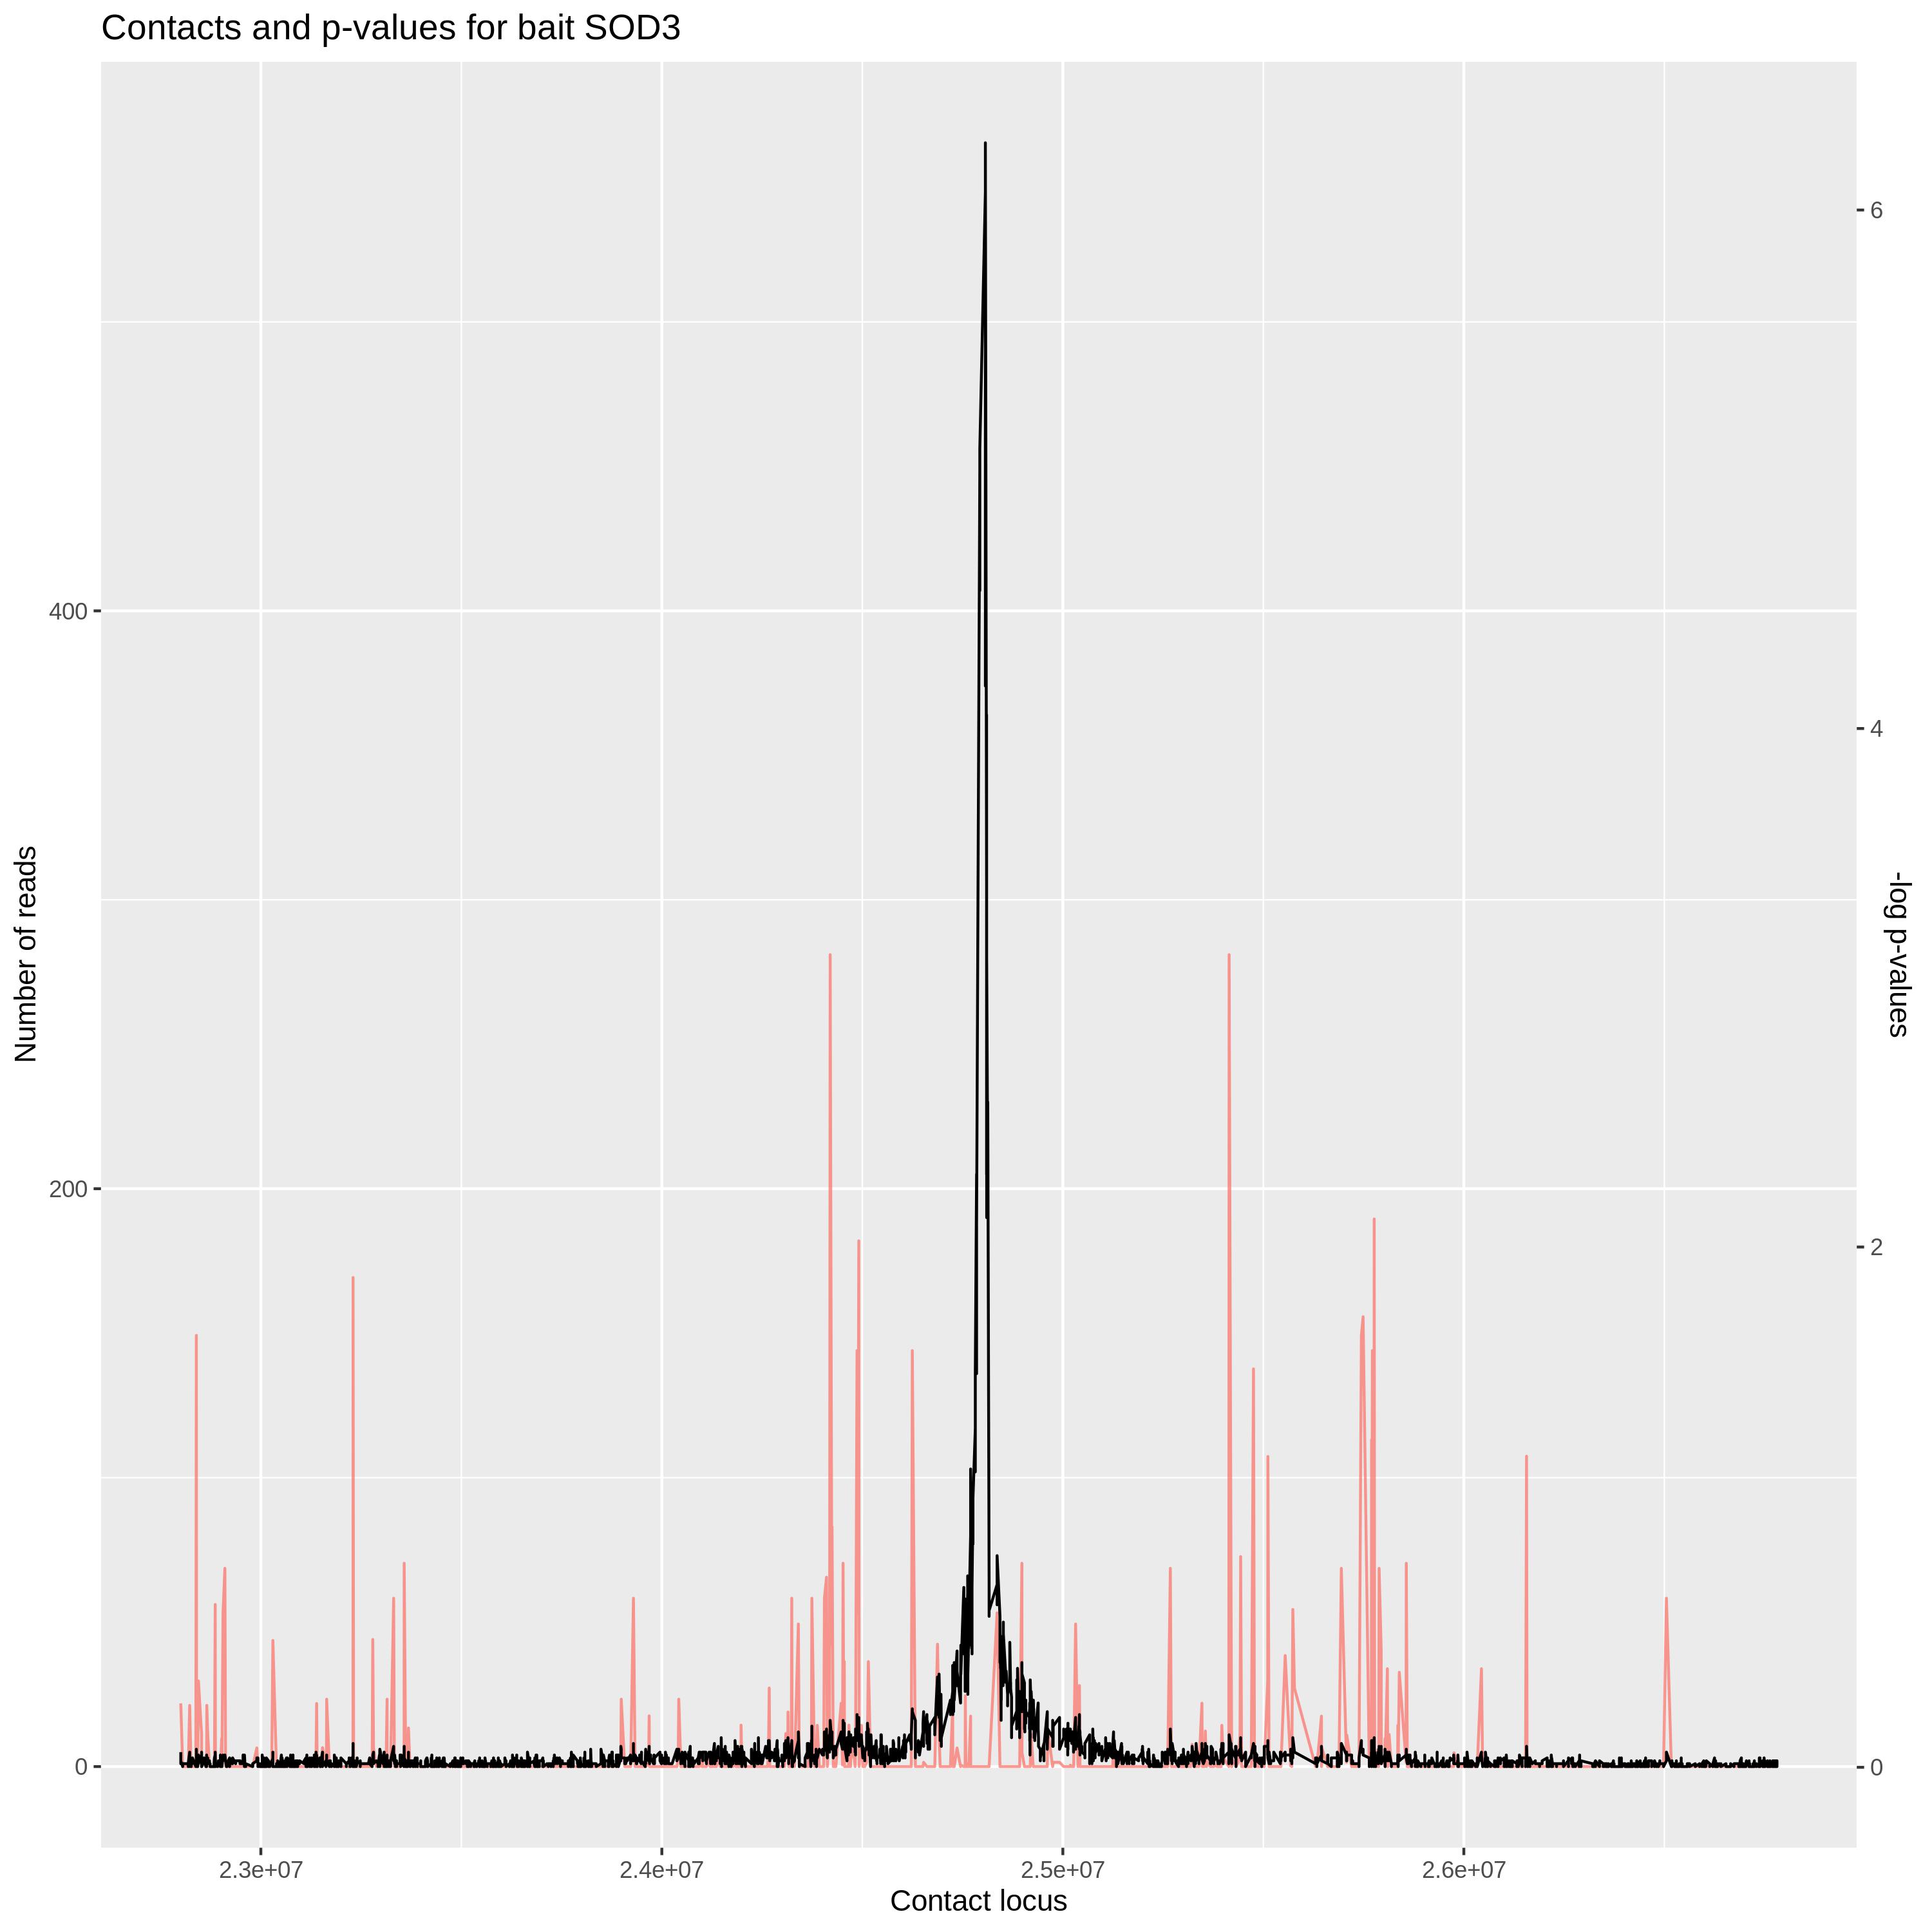 Contacts and p-values for bait SOD3
Number of reads
400
200
0
6
4
2
0
-log p-values
2.3e+07
2.4e+07
2.5e+07
2.6e+07
Contact locus